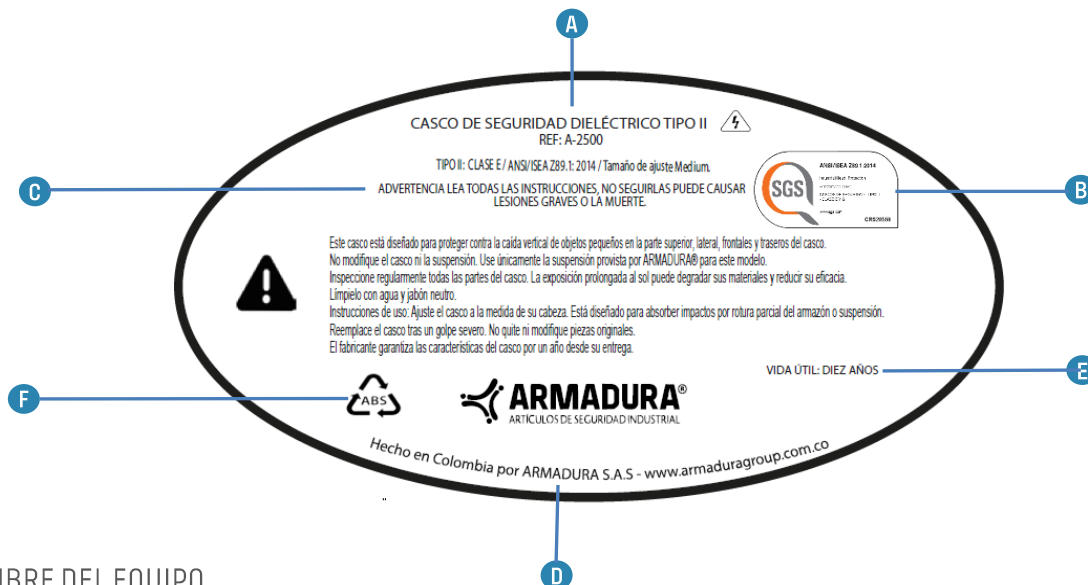 A
CASCO DE SEGURIDAD DIELÉCTRICO TIPO II
REF: A-2500
TIPO II: CLASE E / ANSI/ISEA Z89.1: 2014 / Tamaño de ajuste Medium.
C
ADVERTENCIA LEA TODAS LAS INSTRUCCIONES, NO SEGUIRLAS PUEDE CAUSAR
LESIONES GRAVES O LA MUERTE.
SGS
ANSI/ISEA Z89.1:2014
Industrial Head Protection
B
Este casco está diseñado para proteger contra la caída vertical de objetos pequeños en la parte superior, lateral, frontales y traseros del casco.
No modifique el casco ni la suspensión. Use únicamente la suspensión provista por ARMADURA® para este modelo.
Inspeccione regularmente todas las partes del casco. La exposición prolongada al sol puede degradar sus materiales y reducir su eficacia.
Límpielo con agua y jabón neutro.
Instrucciones de uso: Ajuste el casco a la medida de su cabeza. Está diseñado para absorber impactos por rotura parcial del armazón o suspensión.
Reemplace el casco tras un golpe severo. No quite ni modifique piezas originales.
El fabricante garantiza las características del casco por un año desde su entrega.
VIDA ÚTIL: DIEZ AÑOS
E
F
ABS
ARMADURA®
ARTÍCULOS DE SEGURIDAD INDUSTRIAL
Hecho en Colombia por ARMADURA S.A.S - www.armaduragroup.com.co
D
DEL EQUIPO